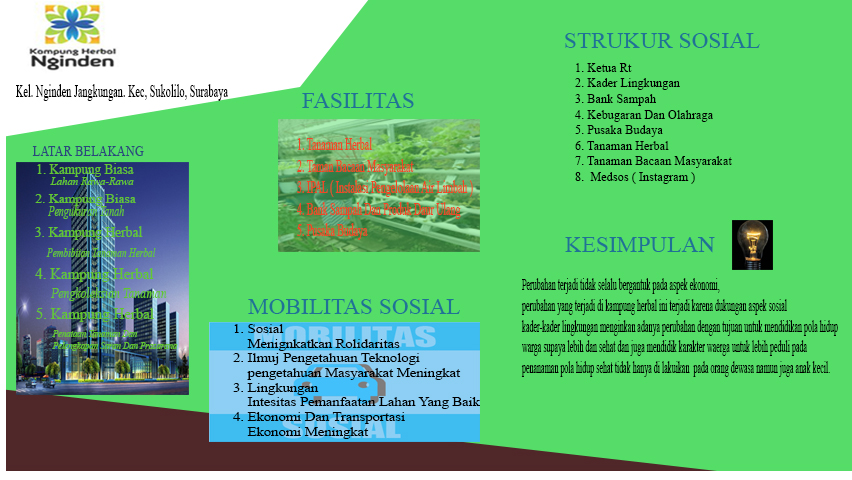 Kampung Herbal
Nginden
Kel. Nginden Jangkungan. Kec, Sukolilo, Surabaya
LATAR BELAKANG
1. Kampung Biasa
Lahan Rawa-Rawa
2. Kampung Biasa
Pengukuran Tanah
3. Kampung Herbal
Pembibitan Tanaman Herbal
4. Kampung Herbal
Pengkoleksian Tanaman
5. Kampung Herbal
Penataan Tanaman Dan
Pelengkapan Saran Dan Prasarana
FASILITAS
1. Tanaman Herbal
2. Taman Bacaan Masyarakat
3. IPAL ( Instalasi Pengolahan Air Limbah )
4. Bank Sampah Dan Produk Daur Ulang
5. Pusaka Budaya
MOBILITAS SOSIAL
MOBILITAS
SOSIAL
1. Sosial
Menignkatkan Rolidaritas
2. Ilmuj Pengetahuan Teknologi
pengetahuan Masyarakat Meningkat
3. Lingkungan
Intesitas Pemanfaatan Lahan Yang Baik
4. Ekonomi Dan Transportasi
Ekonomi Meningkat
STRUKUR SOSIAL
1. Ketua Rt
2. Kader Lingkungan
3. Bank Sampah
4. Kebugaran Dan Olahraga
5. Pusaka Budaya
6. Tanaman Herbal
7. Tanaman Bacaan Masyarakat
8. Medsos ( Instagram )
KESIMPULAN
Perubahan terjadi tidak selalu bergantuk pada aspek ekonomi,
perubahan yang terjadi di kampung herbal ini terjadi karena dukungan aspek sosial
kader-kader lingkungan menginkan adanya perubahan dengan tujuan untuk mendidikan pola hidup
warga supaya lebih dan sehat dan juga mendidik karakter waerga untuk lebih peduli pada
penanaman pola hidup sehat tidak hanya di lakuikan pada orang dewasa namun juga anak kecil.